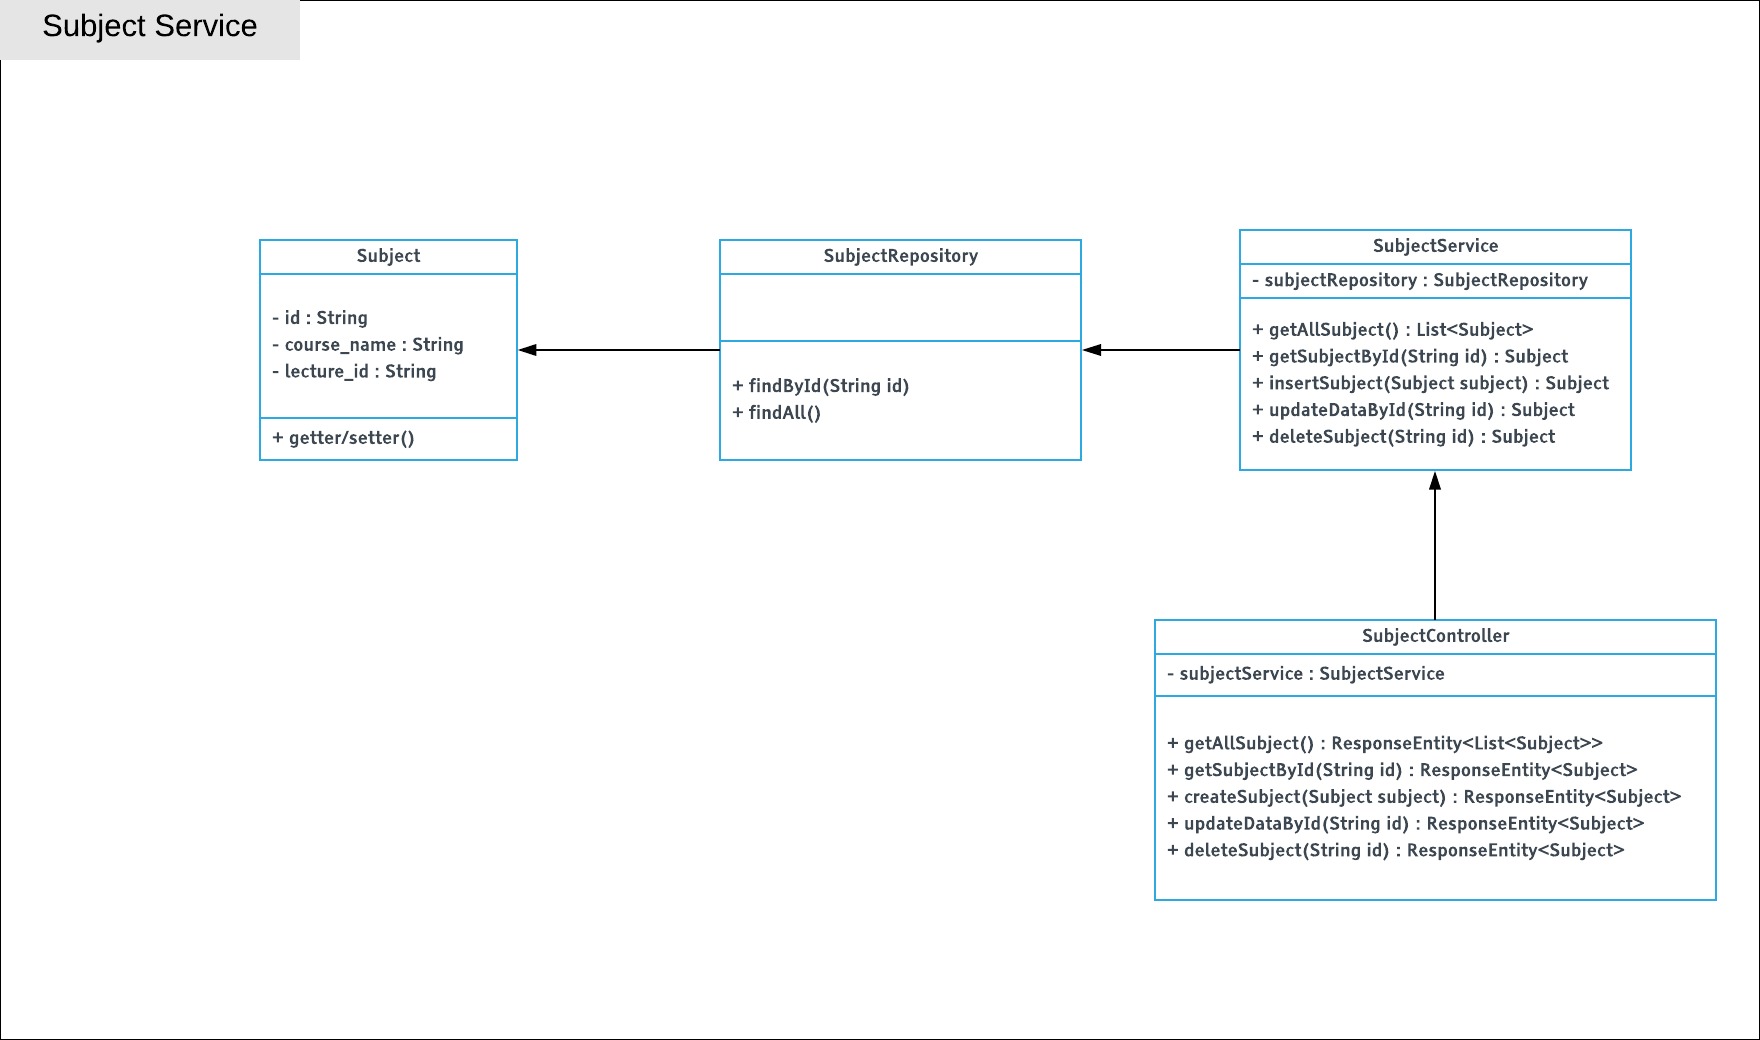 Subject Service
Subject
- id : String
- course_name : String
- lecture_id : String
+ getter/setter()
SubjectRepository
+ findById(String id)
+ findAll()
SubjectService
- subjectRepository : SubjectRepository
+ getAllSubject() : List<Subject>
+ getSubjectById(String id) : Subject
+ insertSubject(Subject subject) : Subject
+ updateDataById(String id) : Subject
+ deleteSubject(String id) : Subject
SubjectController
- subjectService : SubjectService
+ getAllSubject() : ResponseEntity<List<Subject>>
+ getSubjectById(String id) : ResponseEntity<Subject>
+ createSubject(Subject subject) : ResponseEntity<Subject>
+ updateDataById(String id) : ResponseEntity<Subject>
+ deleteSubject(String id) : ResponseEntity<Subject>